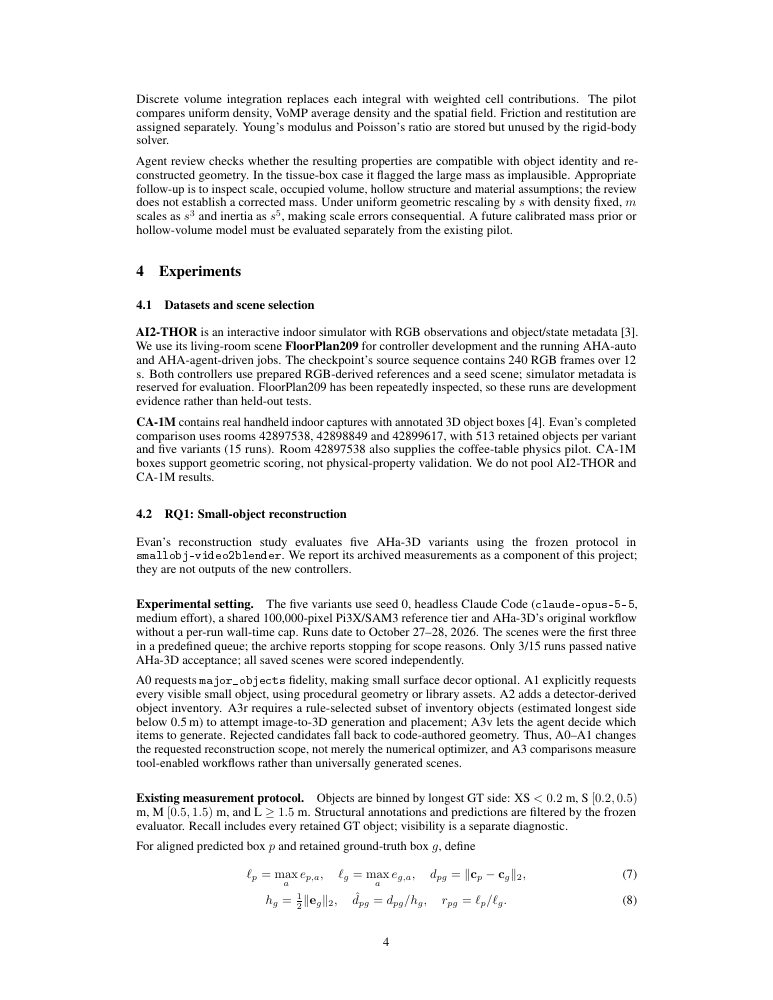 Discrete volume integration replaces each integral with weighted cell contributions. The pilot
compares uniform density, VoMP average density and the spatial field. Friction and restitution are
assigned separately. Young's modulus and Poisson's ratio are stored but unused by the rigid-body
solver.
Agent review checks whether the resulting properties are compatible with object identity and re-
constructed geometry. In the tissue-box case it flagged the large mass as implausible. Appropriate
follow-up is to inspect scale, occupied volume, hollow structure and material assumptions; the review
does not establish a corrected mass. Under uniform geometric rescaling by s with density fixed, m
scales as s³ and inertia as s⁵, making scale errors consequential. A future calibrated mass prior or
hollow-volume model must be evaluated separately from the existing pilot.
4 Experiments
4.1 Datasets and scene selection
AI2-THOR is an interactive indoor simulator with RGB observations and object/state metadata [3].
We use its living-room scene FloorPlan209 for controller development and the running AHA-auto
and AHA-agent-driven jobs. The checkpoint's source sequence contains 240 RGB frames over 12
s. Both controllers use prepared RGB-derived references and a seed scene; simulator metadata is
reserved for evaluation. FloorPlan209 has been repeatedly inspected, so these runs are development
evidence rather than held-out tests.
CA-1M contains real handheld indoor captures with annotated 3D object boxes [4]. Evan's completed
comparison uses rooms 42897538, 42898849 and 42899617, with 513 retained objects per variant
and five variants (15 runs). Room 42897538 also supplies the coffee-table physics pilot. CA-1M
boxes support geometric scoring, not physical-property validation. We do not pool AI2-THOR and
CA-1M results.
4.2 RQ1: Small-object reconstruction
Evan's reconstruction study evaluates five AHa-3D variants using the frozen protocol in
smallobj-video2blender. We report its archived measurements as a component of this project;
they are not outputs of the new controllers.
Experimental setting. The five variants use seed 0, headless Claude Code (claude-opus-5-5,
medium effort), a shared 100,000-pixel Pi3X/SAM3 reference tier and AHa-3D's original workflow
without a per-run wall-time cap. Runs date to October 27–28, 2026. The scenes were the first three
in a predefined queue; the archive reports stopping for scope reasons. Only 3/15 runs passed native
AHa-3D acceptance; all saved scenes were scored independently.
A0 requests major_objects fidelity, making small surface decor optional. A1 explicitly requests
every visible small object, using procedural geometry or library assets. A2 adds a detector-derived
object inventory. A3r requires a rule-selected subset of inventory objects (estimated longest side
below 0.5 m) to attempt image-to-3D generation and placement; A3v lets the agent decide which
items to generate. Rejected candidates fall back to code-authored geometry. Thus, A0–A1 changes
the requested reconstruction scope, not merely the numerical optimizer, and A3 comparisons measure
tool-enabled workflows rather than universally generated scenes.
Existing measurement protocol. Objects are binned by longest GT side: XS < 0.2 m, S [0.2, 0.5)
m, M [0.5, 1.5) m, and L ≥ 1.5 m. Structural annotations and predictions are filtered by the frozen
evaluator. Recall includes every retained GT object; visibility is a separate diagnostic.
For aligned predicted box p and retained ground-truth box g, define
ℓ_p = max_a e_{p,a}, ℓ_g = max_a e_{g,a}, d_{pg} = ‖c_p − c_g‖₂, (7)
h_g = ½‖e_g‖₂, d̂_{pg} = d_{pg}/h_g, r_{pg} = ℓ_p/ℓ_g. (8)
4